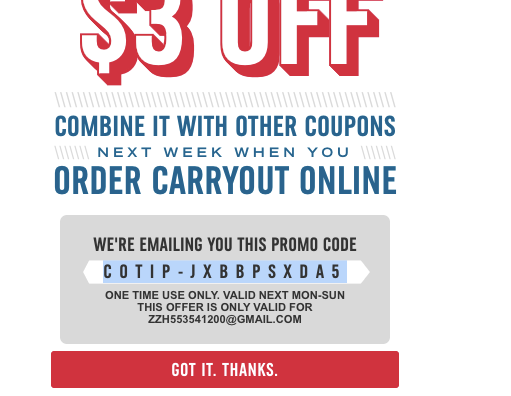 $3 OFF
COMBINE IT WITH OTHER COUPONS
NEXT WEEK WHEN YOU
ORDER CARRYOUT ONLINE
WE'RE EMAILING YOU THIS PROMO CODE
COTIP-JXBBPSXDA5
ONE TIME USE ONLY. VALID NEXT MON-SUN
THIS OFFER IS ONLY VALID FOR
ZZH553541200@GMAIL.COM
GOT IT. THANKS.